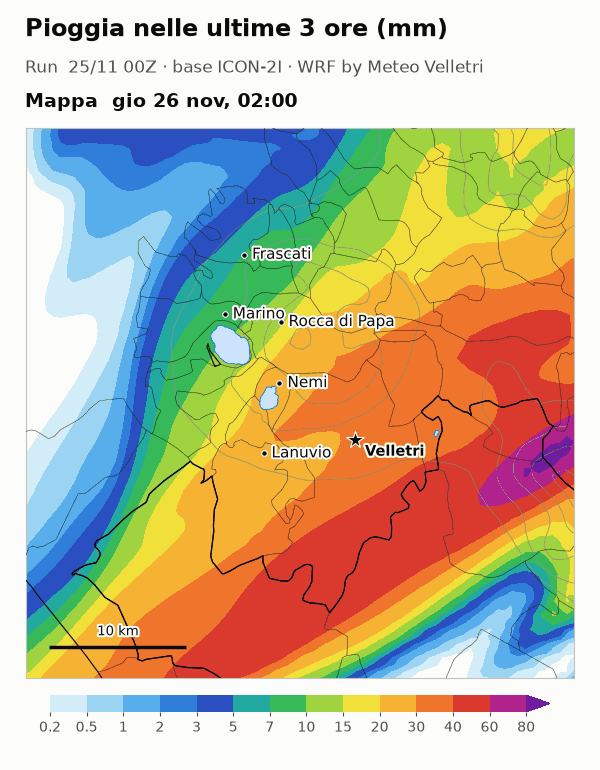 Pioggia nelle ultime 3 ore (mm)
Run  25/11 00Z · base ICON-2I · WRF by Meteo Velletri
Mappa  gio 26 nov, 02:00
Frascati
Marino
Rocca di Papa
Nemi
Velletri
Lanuvio
10 km
0.2 0.5 1 2 3 5 7 10 15 20 30 40 60 80